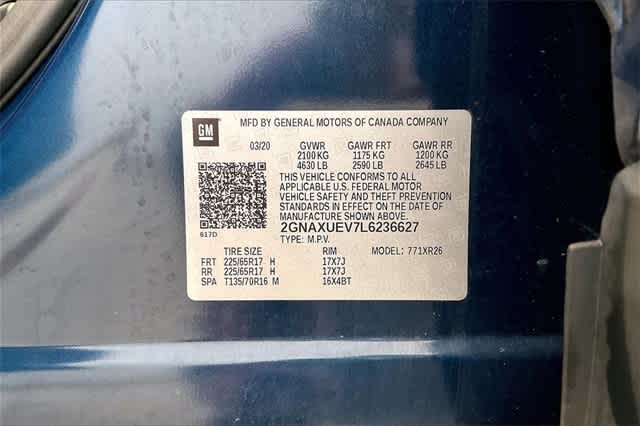 GM
MFD BY GENERAL MOTORS OF CANADA COMPANY
03/20 GVWR GAWR FRT GAWR RR
2100 KG 1175 KG 1200 KG
4630 LB 2590 LB 2645 LB
THIS VEHICLE CONFORMS TO ALL
APPLICABLE U.S. FEDERAL MOTOR
VEHICLE SAFETY AND THEFT PREVENTION
STANDARDS IN EFFECT ON THE DATE OF
MANUFACTURE SHOWN ABOVE.
2GNAXUEV7L6236627
617D TYPE: M.P.V.
TIRE SIZE RIM MODEL: 771XR26
FRT 225/65R17 H 17X7J
RR 225/65R17 H 17X7J
SPA T135/70R16 M 16X4BT